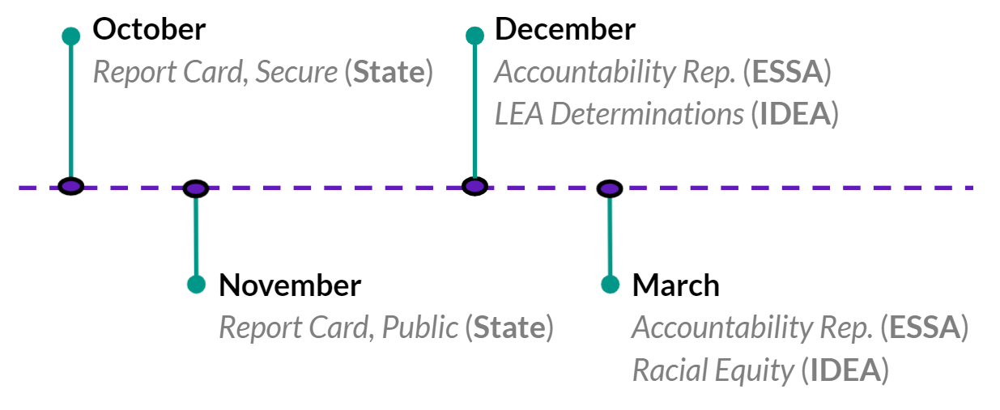 October
Report Card, Secure (State)
December
Accountability Rep. (ESSA)
LEA Determinations (IDEA)
November
Report Card, Public (State)
March
Accountability Rep. (ESSA)
Racial Equity (IDEA)